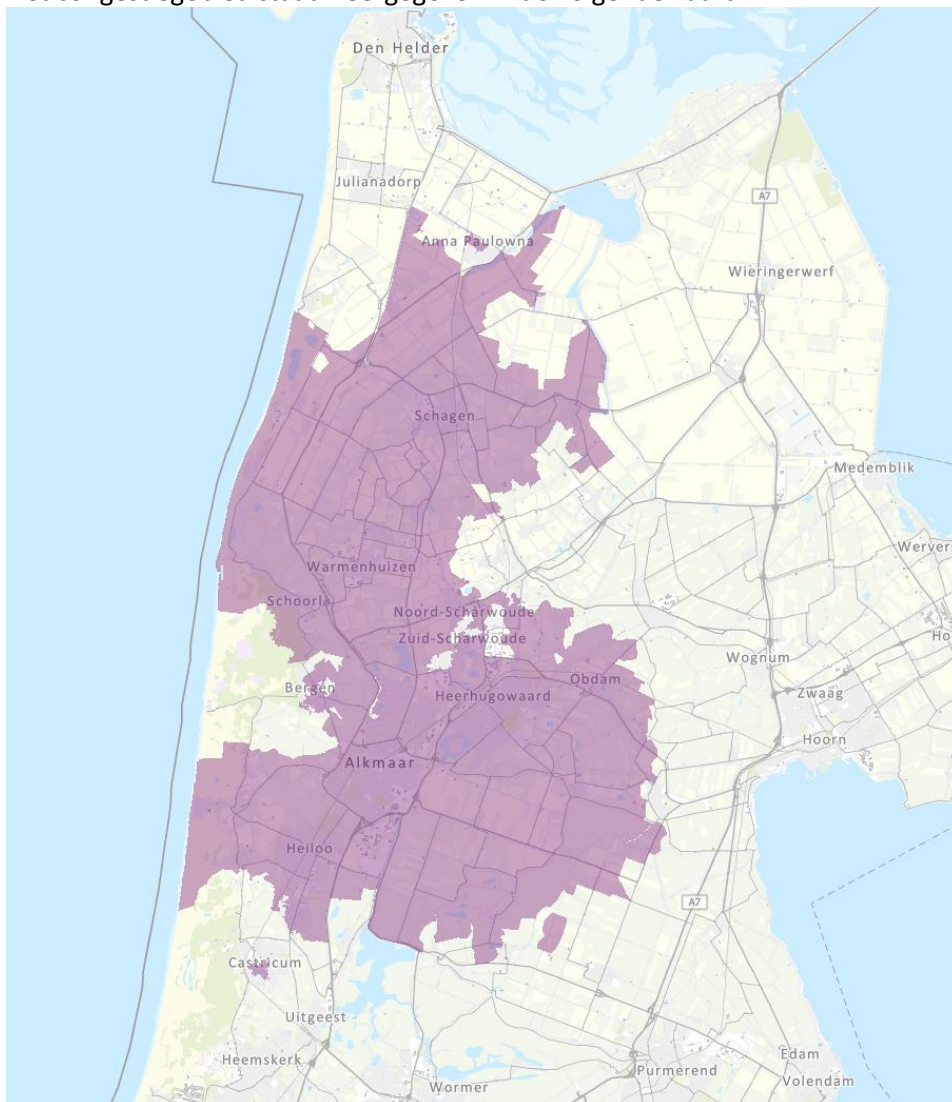 Den Helder
Julianadorp
A7
Anna Paulowna
Wieringerwerf
Schagen
Medemblik
Werver
Warmenhuizen
Schoorl
Noord-Scharwoude
Zuid-Scharwoude
Ho
Wognum
Bergen
Obdam
Heerhugowaard
Zwaag
Hoorn
Alkmaar
Heiloo
A7
Castricum
Uitgeest
Heemskerk
Edam
Purmerend
Volendam
Wormer